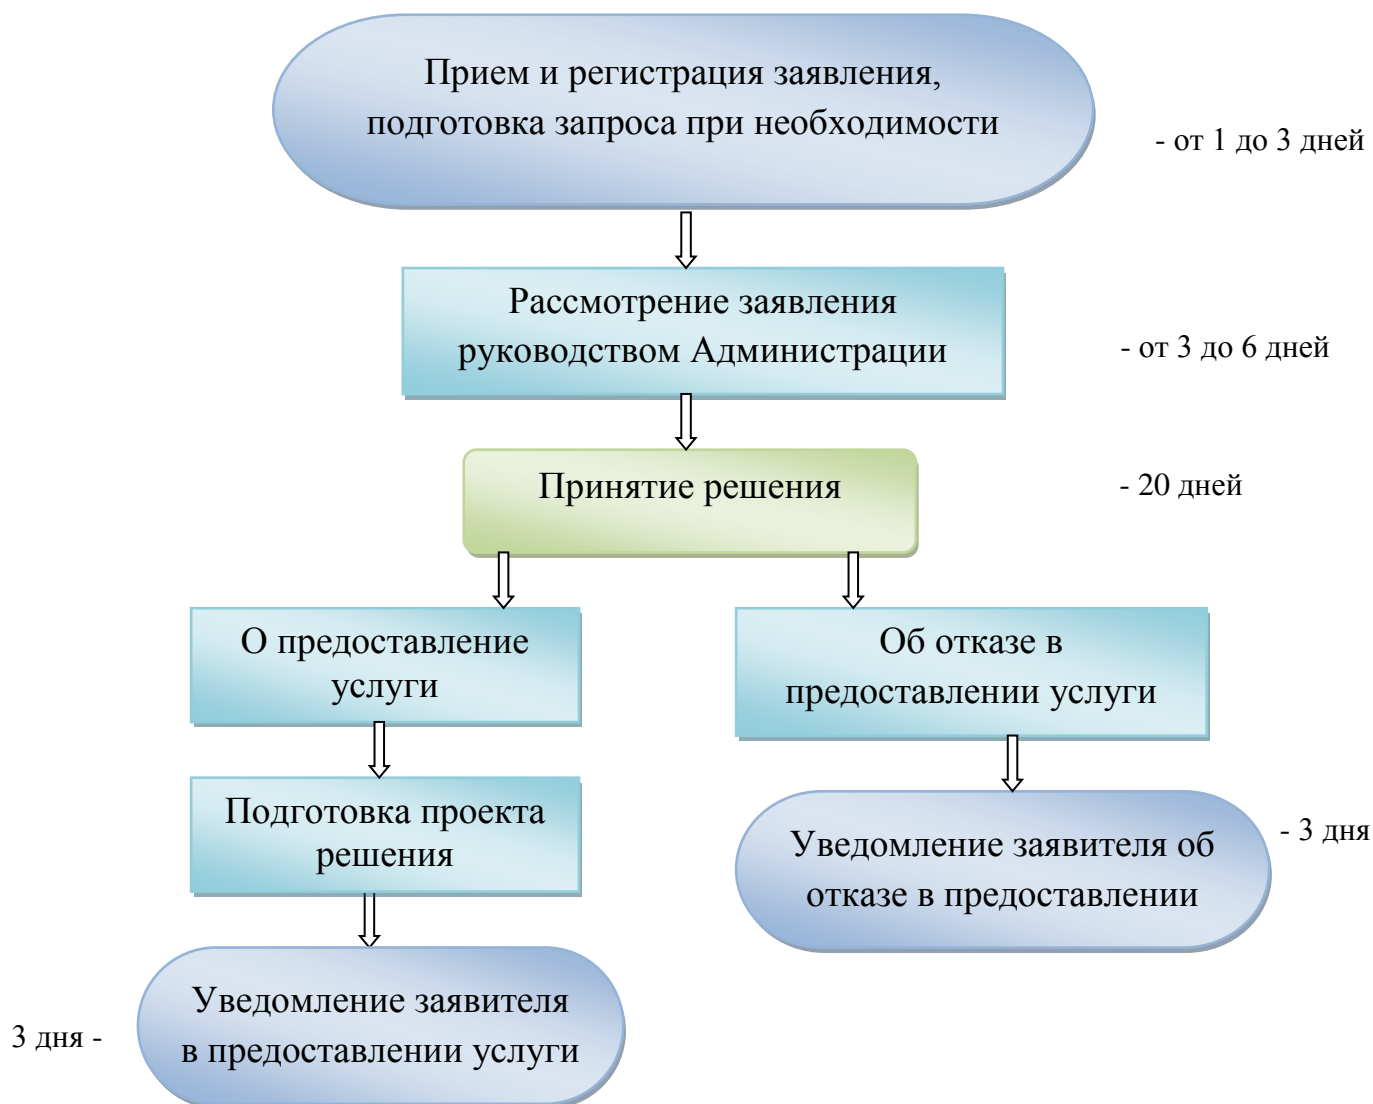 Прием и регистрация заявления,
подготовка запроса при необходимости
- от 1 до 3 дней
Рассмотрение заявления
руководством Администрации
- от 3 до 6 дней
Принятие решения
- 20 дней
О предоставление
услуги
Об отказе в
предоставлении услуги
Подготовка проекта
решения
Уведомление заявителя об
отказе в предоставлении
- 3 дня
Уведомление заявителя
в предоставлении услуги
3 дня -